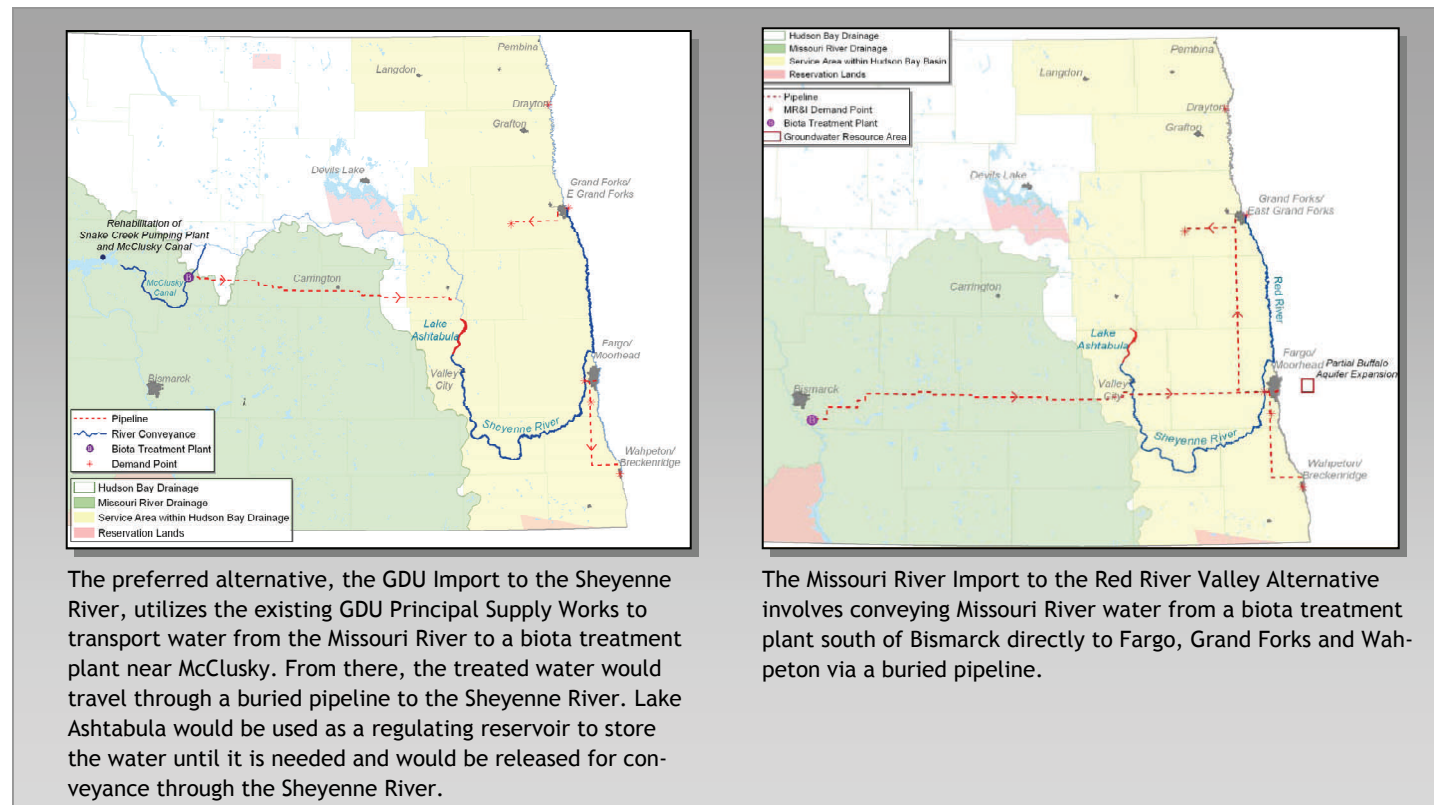 Pembina
Langdon
Drayton
Grafton
Devils Lake
Grand Forks/
E Grand Forks
Rehabilitation of
Snake Creek Pumping Plant
and McClusky Canal
McClusky
Canal
Carrington
Lake
Ashtabula
Fargo/
Moorhead
Valley
City
Bismarck
Sheyenne River
Wahpeton/
Breckenridge
Pipeline
River Conveyance
B Biota Treatment Plant
Demand Point
Hudson Bay Drainage
Missouri River Drainage
Service Area within Hudson Bay Drainage
Reservation Lands
The preferred alternative, the GDU Import to the Sheyenne
River, utilizes the existing GDU Principal Supply Works to
transport water from the Missouri River to a biota treatment
plant near McClusky. From there, the treated water would
travel through a buried pipeline to the Sheyenne River. Lake
Ashtabula would be used as a regulating reservoir to store
the water until it is needed and would be released for con-
veyance through the Sheyenne River.
Hudson Bay Drainage
Missouri River Drainage
Service Area within Hudson Bay Basin
Reservation Lands
Pipeline
MR&I Demand Point
B Biota Treatment Plant
Groundwater Resource Area
Pembina
Langdon
Drayton
Grafton
Devils Lake
Grand Forks/
East Grand Forks
Carrington
Red River
Lake
Ashtabula
Fargo/
Moorhead
Partial Buffalo
Aquifer Expansion
Bismarck
Valley
City
Sheyenne River
Wahpeton/
Breckenridge
The Missouri River Import to the Red River Valley Alternative
involves conveying Missouri River water from a biota treatment
plant south of Bismarck directly to Fargo, Grand Forks and Wah-
peton via a buried pipeline.